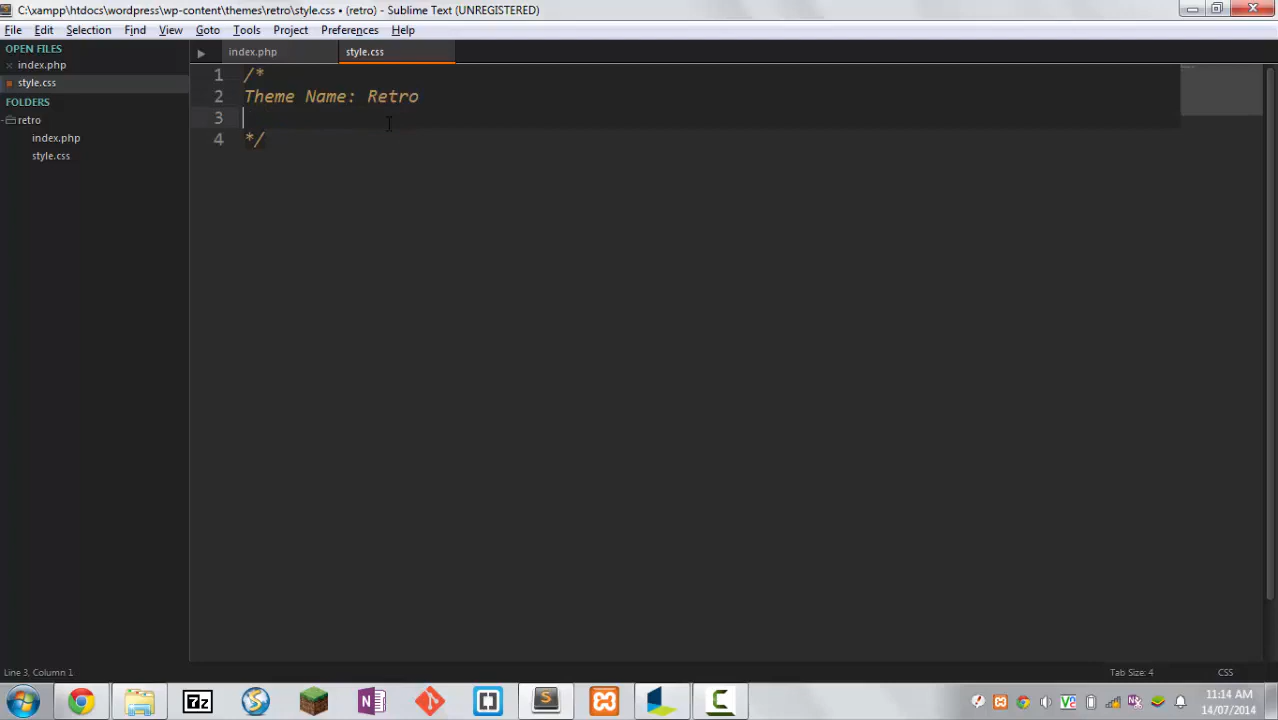 C:\xampp\htdocs\wordpress\wp-content\themes\retro\style.css • (retro) - Sublime Text (UNREGISTERED)
File Edit Selection Find View Goto Tools Project Preferences Help
OPEN FILES
index.php
style.css
FOLDERS
retro
index.php
style.css
index.php style.css
1 /*
2 Theme Name: Retro
3
4 */
Line 3, Column 1 Tab Size: 4 CSS
7z
11:14 AM
14/07/2014